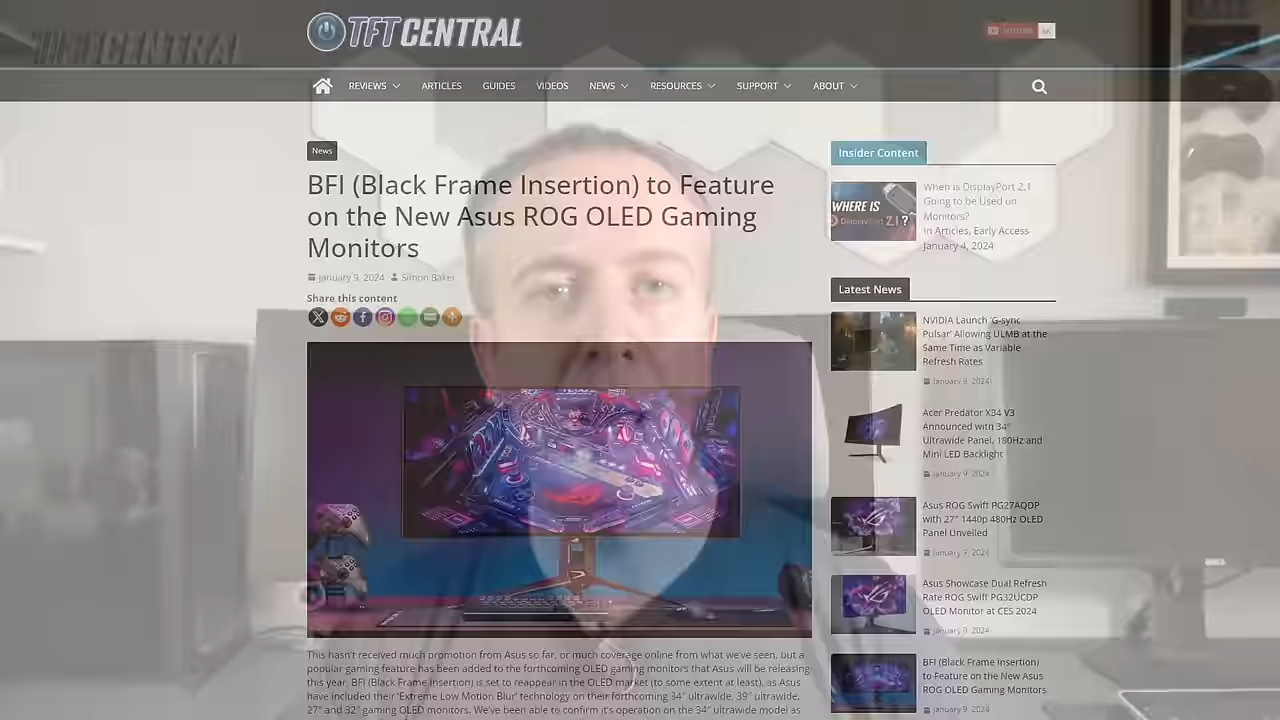 TFTCENTRAL
REVIEWS ARTICLES GUIDES VIDEOS NEWS RESOURCES SUPPORT ABOUT
News
BFI (Black Frame Insertion) to Feature
on the New Asus ROG OLED Gaming
Monitors
January 9, 2024 Simon Baker
Share this content
This hasn't received much promotion from Asus so far, or much coverage online from what we've seen, but a
popular gaming feature has been added to the forthcoming OLED gaming monitors that Asus will be releasing
this year. BFI (Black Frame Insertion) is set to reappear in the OLED market (to some extent at least), as Asus
have included their 'Extreme Low Motion Blur' technology on their forthcoming 34" ultrawide, 39" ultrawide,
27" and 32" gaming OLED monitors. We've been able to confirm it's operation on the 34" ultrawide model as
Insider Content
WHERE IS
DisplayPort 2.1 ?
When is DisplayPort 2.1
Going to be Used on
Monitors?
In Articles, Early Access
January 4, 2024
Latest News
NVIDIA Launch 'G-sync
Pulsar' Allowing ULMB at the
Same Time as Variable
Refresh Rates
January 9, 2024
Acer Predator X34 V3
Announced with 34"
Ultrawide Panel, 180Hz and
Mini LED Backlight
January 9, 2024
Asus ROG Swift PG27AQDP
with 27" 1440p 480Hz OLED
Panel Unveiled
January 9, 2024
Asus Showcase Dual Refresh
Rate ROG Swift PG32UCDP
OLED Monitor at CES 2024
January 9, 2024
BFI (Black Frame Insertion)
to Feature on the New Asus
ROG OLED Gaming Monitors
January 9, 2024